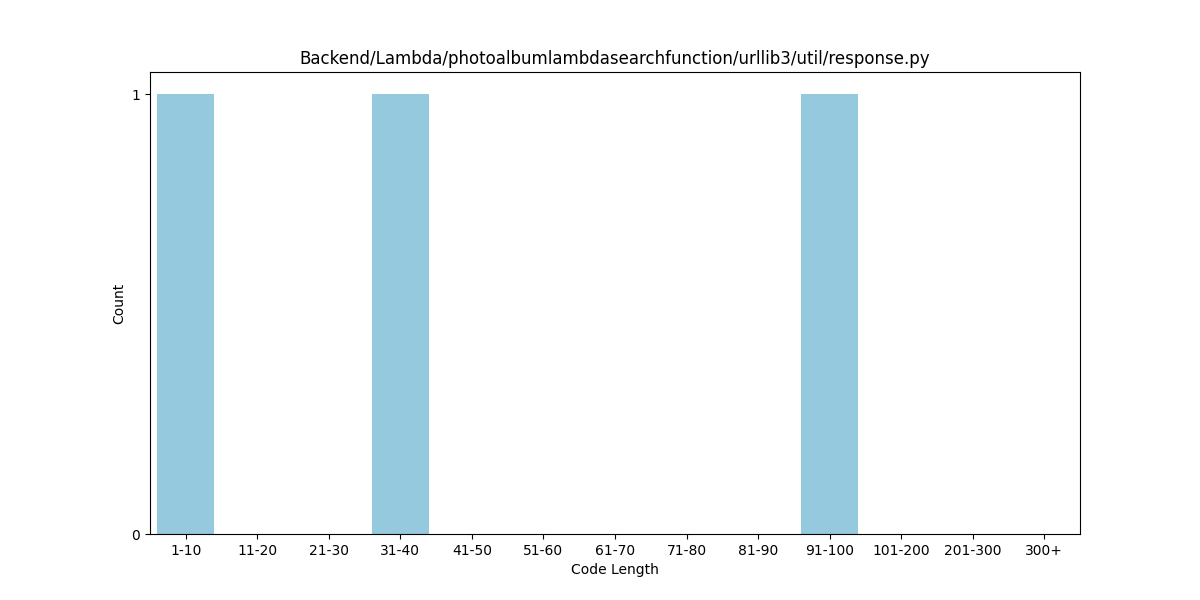 Backend/Lambda/photoalbumlambdasearchfunction/urllib3/util/response.py
1
0
Count
1-10 11-20 21-30 31-40 41-50 51-60 61-70 71-80 81-90 91-100 101-200 201-300 300+
Code Length